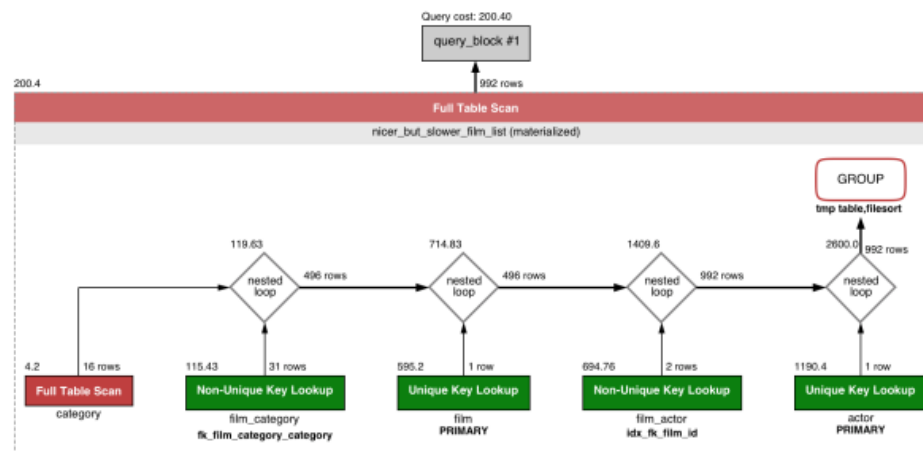 Query cost: 200.40
query_block #1
200.4
992 rows
Full Table Scan
nicer_but_slower_film_list (materialized)
GROUP
tmp table,filesort
119.63
714.83
1409.6
2600.0
992 rows
nested
loop
496 rows
nested
loop
496 rows
nested
loop
992 rows
nested
loop
4.2
16 rows
115.43
31 rows
595.2
1 row
694.76
2 rows
1190.4
1 row
Full Table Scan
Non-Unique Key Lookup
Unique Key Lookup
Non-Unique Key Lookup
Unique Key Lookup
category
film_category
film
film_actor
actor
fk_film_category_category
PRIMARY
idx_fk_film_id
PRIMARY